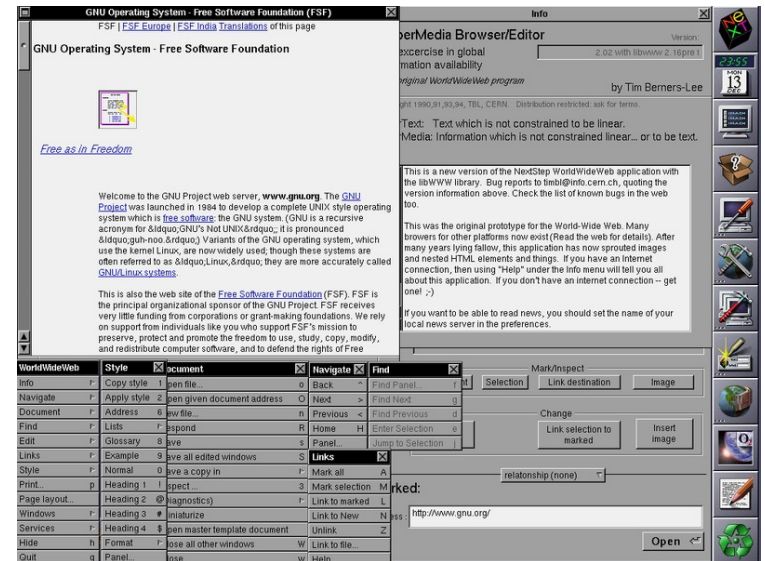 GNU Operating System - Free Software Foundation (FSF)
FSF | FSF Europe | FSF India Translations of this page
GNU Operating System - Free Software Foundation
Free as in Freedom
Welcome to the GNU Project web server, www.gnu.org. The GNU
Project was launched in 1984 to develop a complete UNIX style operating
system which is free software: the GNU system. (GNU is a recursive
acronym for &ldquo;GNU's Not UNIX&rdquo;; it is pronounced
&ldquo;guh-noo.&rdquo;) Variants of the GNU operating system, which
use the kernel Linux, are now widely used; though these systems are
often referred to as &ldquo;Linux,&rdquo; they are more accurately called
GNU/Linux systems.
This is also the web site of the Free Software Foundation (FSF). FSF is
the principal organizational sponsor of the GNU Project. FSF receives
very little funding from corporations or grant-making foundations. We rely
on support from individuals like you who support FSF's mission to
preserve, protect and promote the freedom to use, study, copy, modify,
and redistribute computer software, and to defend the rights of Free
Info
perMedia Browser/Editor
Version:
excercise in global
2.02 with libwww 2.16pre1
rmation availability
original WorldWideWeb program
by Tim Berners-Lee
ght 1990,91,93,94, TBL, CERN. Distribution restricted: ask for terms.
rText: Text which is not constrained to be linear.
rMedia: Information which is not constrained linear... or to be text.
This is a new version of the NextStep WorldWideWeb application with
the libWWW library. Bug reports to timbl@info.cern.ch, quoting the
version information above. Check the list of known bugs in the web
too.
This was the original prototype for the World-Wide Web. Many
browsers for other platforms now exist (Read the web for details). After
many years lying fallow, this application has now sprouted images
and nested HTML elements and things. If you have an Internet
connection, then using "Help" under the Info menu will tell you all
about this application. If you don't have an internet connection -- get
one! ;-)
If you want to be able to read news, you should set the name of your
local news server in the preferences.
23:55
MON
13
DEC
WorldWideWeb
Info
Navigate
Document
Find
Edit
Links
Style
Print... p
Page layout...
Windows
Services
Hide h
Quit q
Style
Copy style 1
Apply style 2
Address 6
Lists
Glossary 8
Example 9
Normal 0
Heading 1 !
Heading 2 @
Heading 3 #
Heading 4 $
Format
Panel...
ocument
pen file... o
pen given document address O
ew file... n
espond R
ave s
ave all edited windows S
ave a copy in
spect ... 3
iagnostics)
iniaturize
pen master template document
lose all other windows W
lose w
Navigate
Back ^
Next >
Previous <
Home H
Panel...
Find
Find Panel... f
Find Next g
Find Previous d
Enter Selection e
Jump to Selection j
Links
Mark all A
Mark selection M
Link to marked L
Link to New N
Unlink Z
Link to file...
Help
Mark/Inspect
Selection
Link destination
Image
Change
Link selection to
marked
Insert
image
relationship (none)
rked:
ess :
http://www.gnu.org/
Open